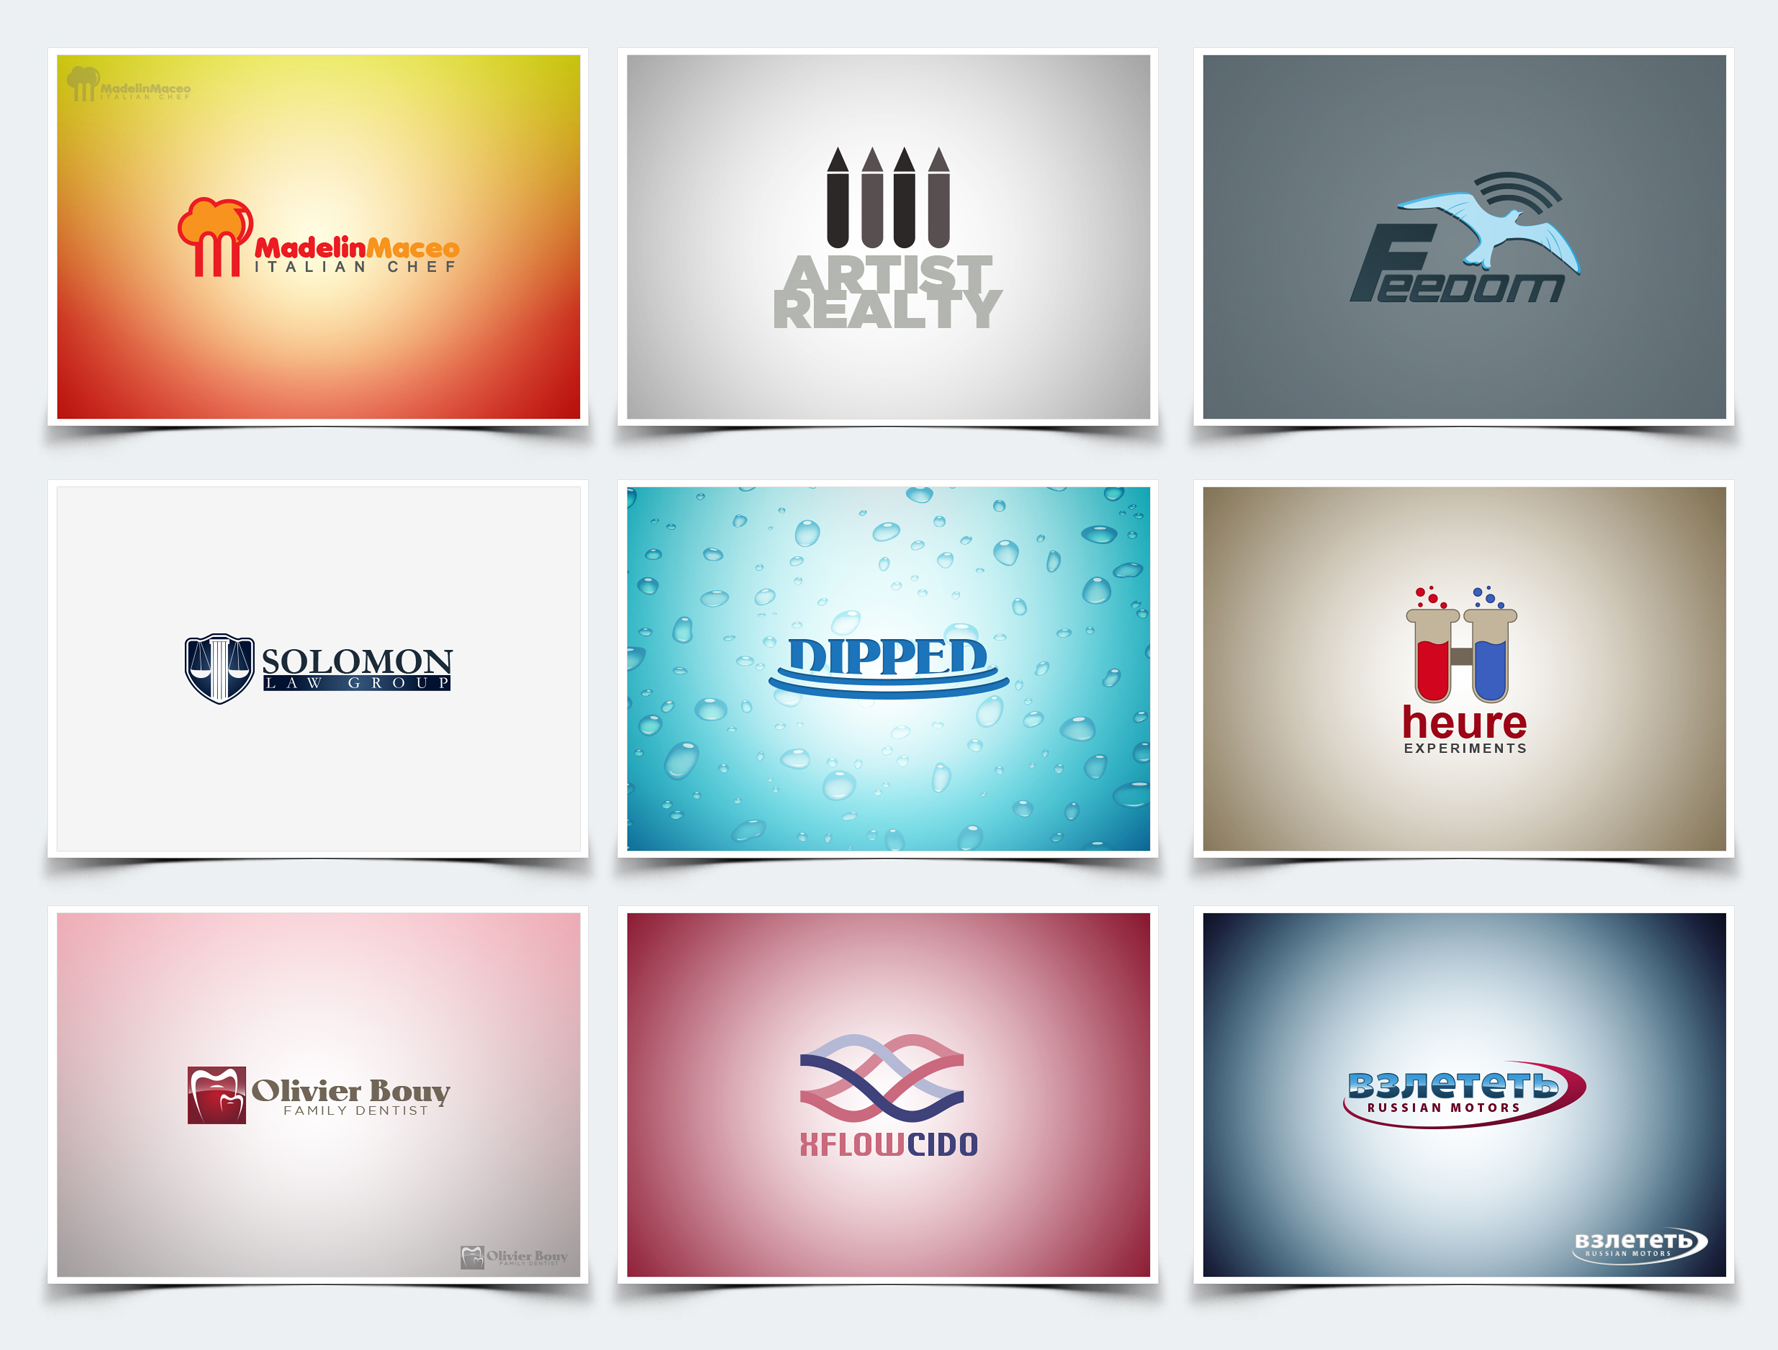 MadelinMaceo
ITALIAN CHEF
MadelinMaceo
ITALIAN CHEF
ARTIST
REALTY
Feedom
SOLOMON
LAW GROUP
DIPPED
heure
EXPERIMENTS
Olivier Bouy
FAMILY DENTIST
Olivier Bouy
FAMILY DENTIST
XFLOWCIDO
взлететь
RUSSIAN MOTORS
взлететь
RUSSIAN MOTORS